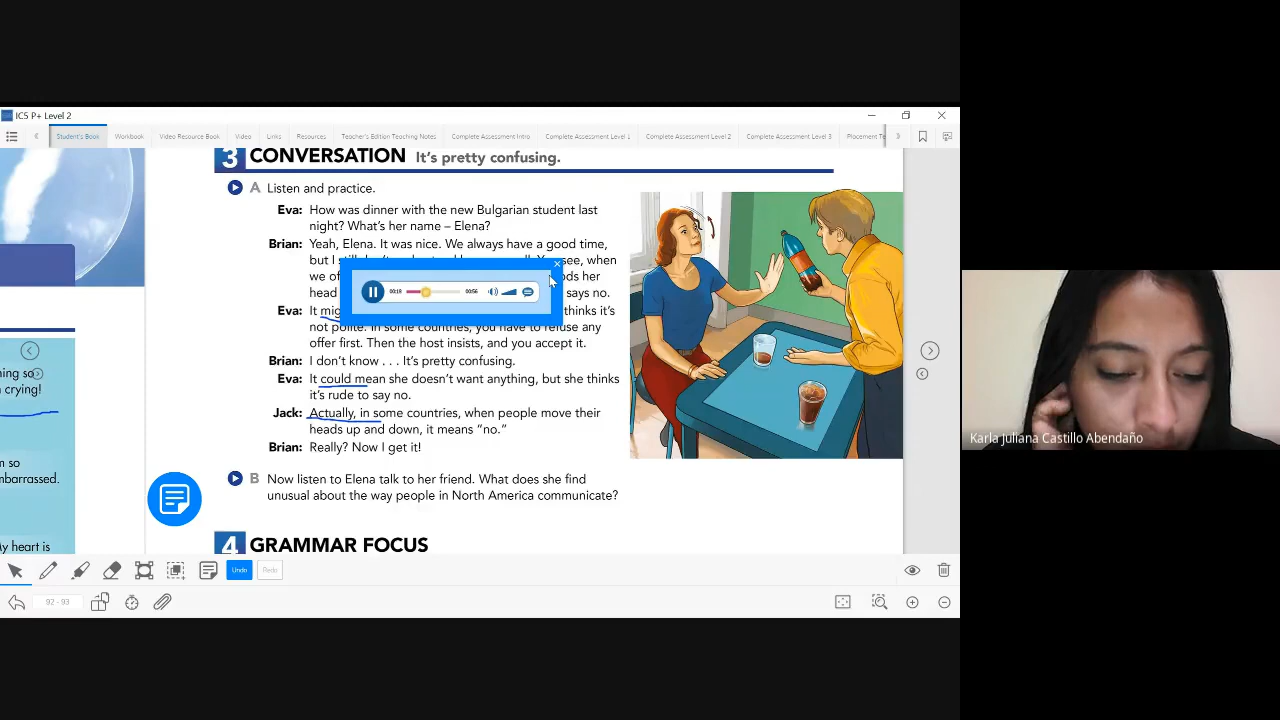 IC5 P+ Level 2
Student's Book Workbook Video Resource Book Video Links Resources Teacher's Edition Teaching Notes Complete Assessment Intro Complete Assessment Level 1 Complete Assessment Level 2 Complete Assessment Level 3 Placement
3 CONVERSATION It's pretty confusing.
A Listen and practice.
Eva: How was dinner with the new Bulgarian student last
night? What's her name – Elena?
Brian: Yeah, Elena. It was nice. We always have a good time,
but I see, when
we her
head says no.
Eva: It thinks it's
not polite. In some countries, you have to refuse any
offer first. Then the host insists, and you accept it.
Brian: I don't know . . . It's pretty confusing.
Eva: It could mean she doesn't want anything, but she thinks
it's rude to say no.
Jack: Actually, in some countries, when people move their
heads up and down, it means "no."
Brian: Really? Now I get it!
B Now listen to Elena talk to her friend. What does she find
unusual about the way people in North America communicate?
4 GRAMMAR FOCUS
00:18 00:56
crying!
so
heart is
Undo Redo
92 - 93
Karla Juliana Castillo Abendaño